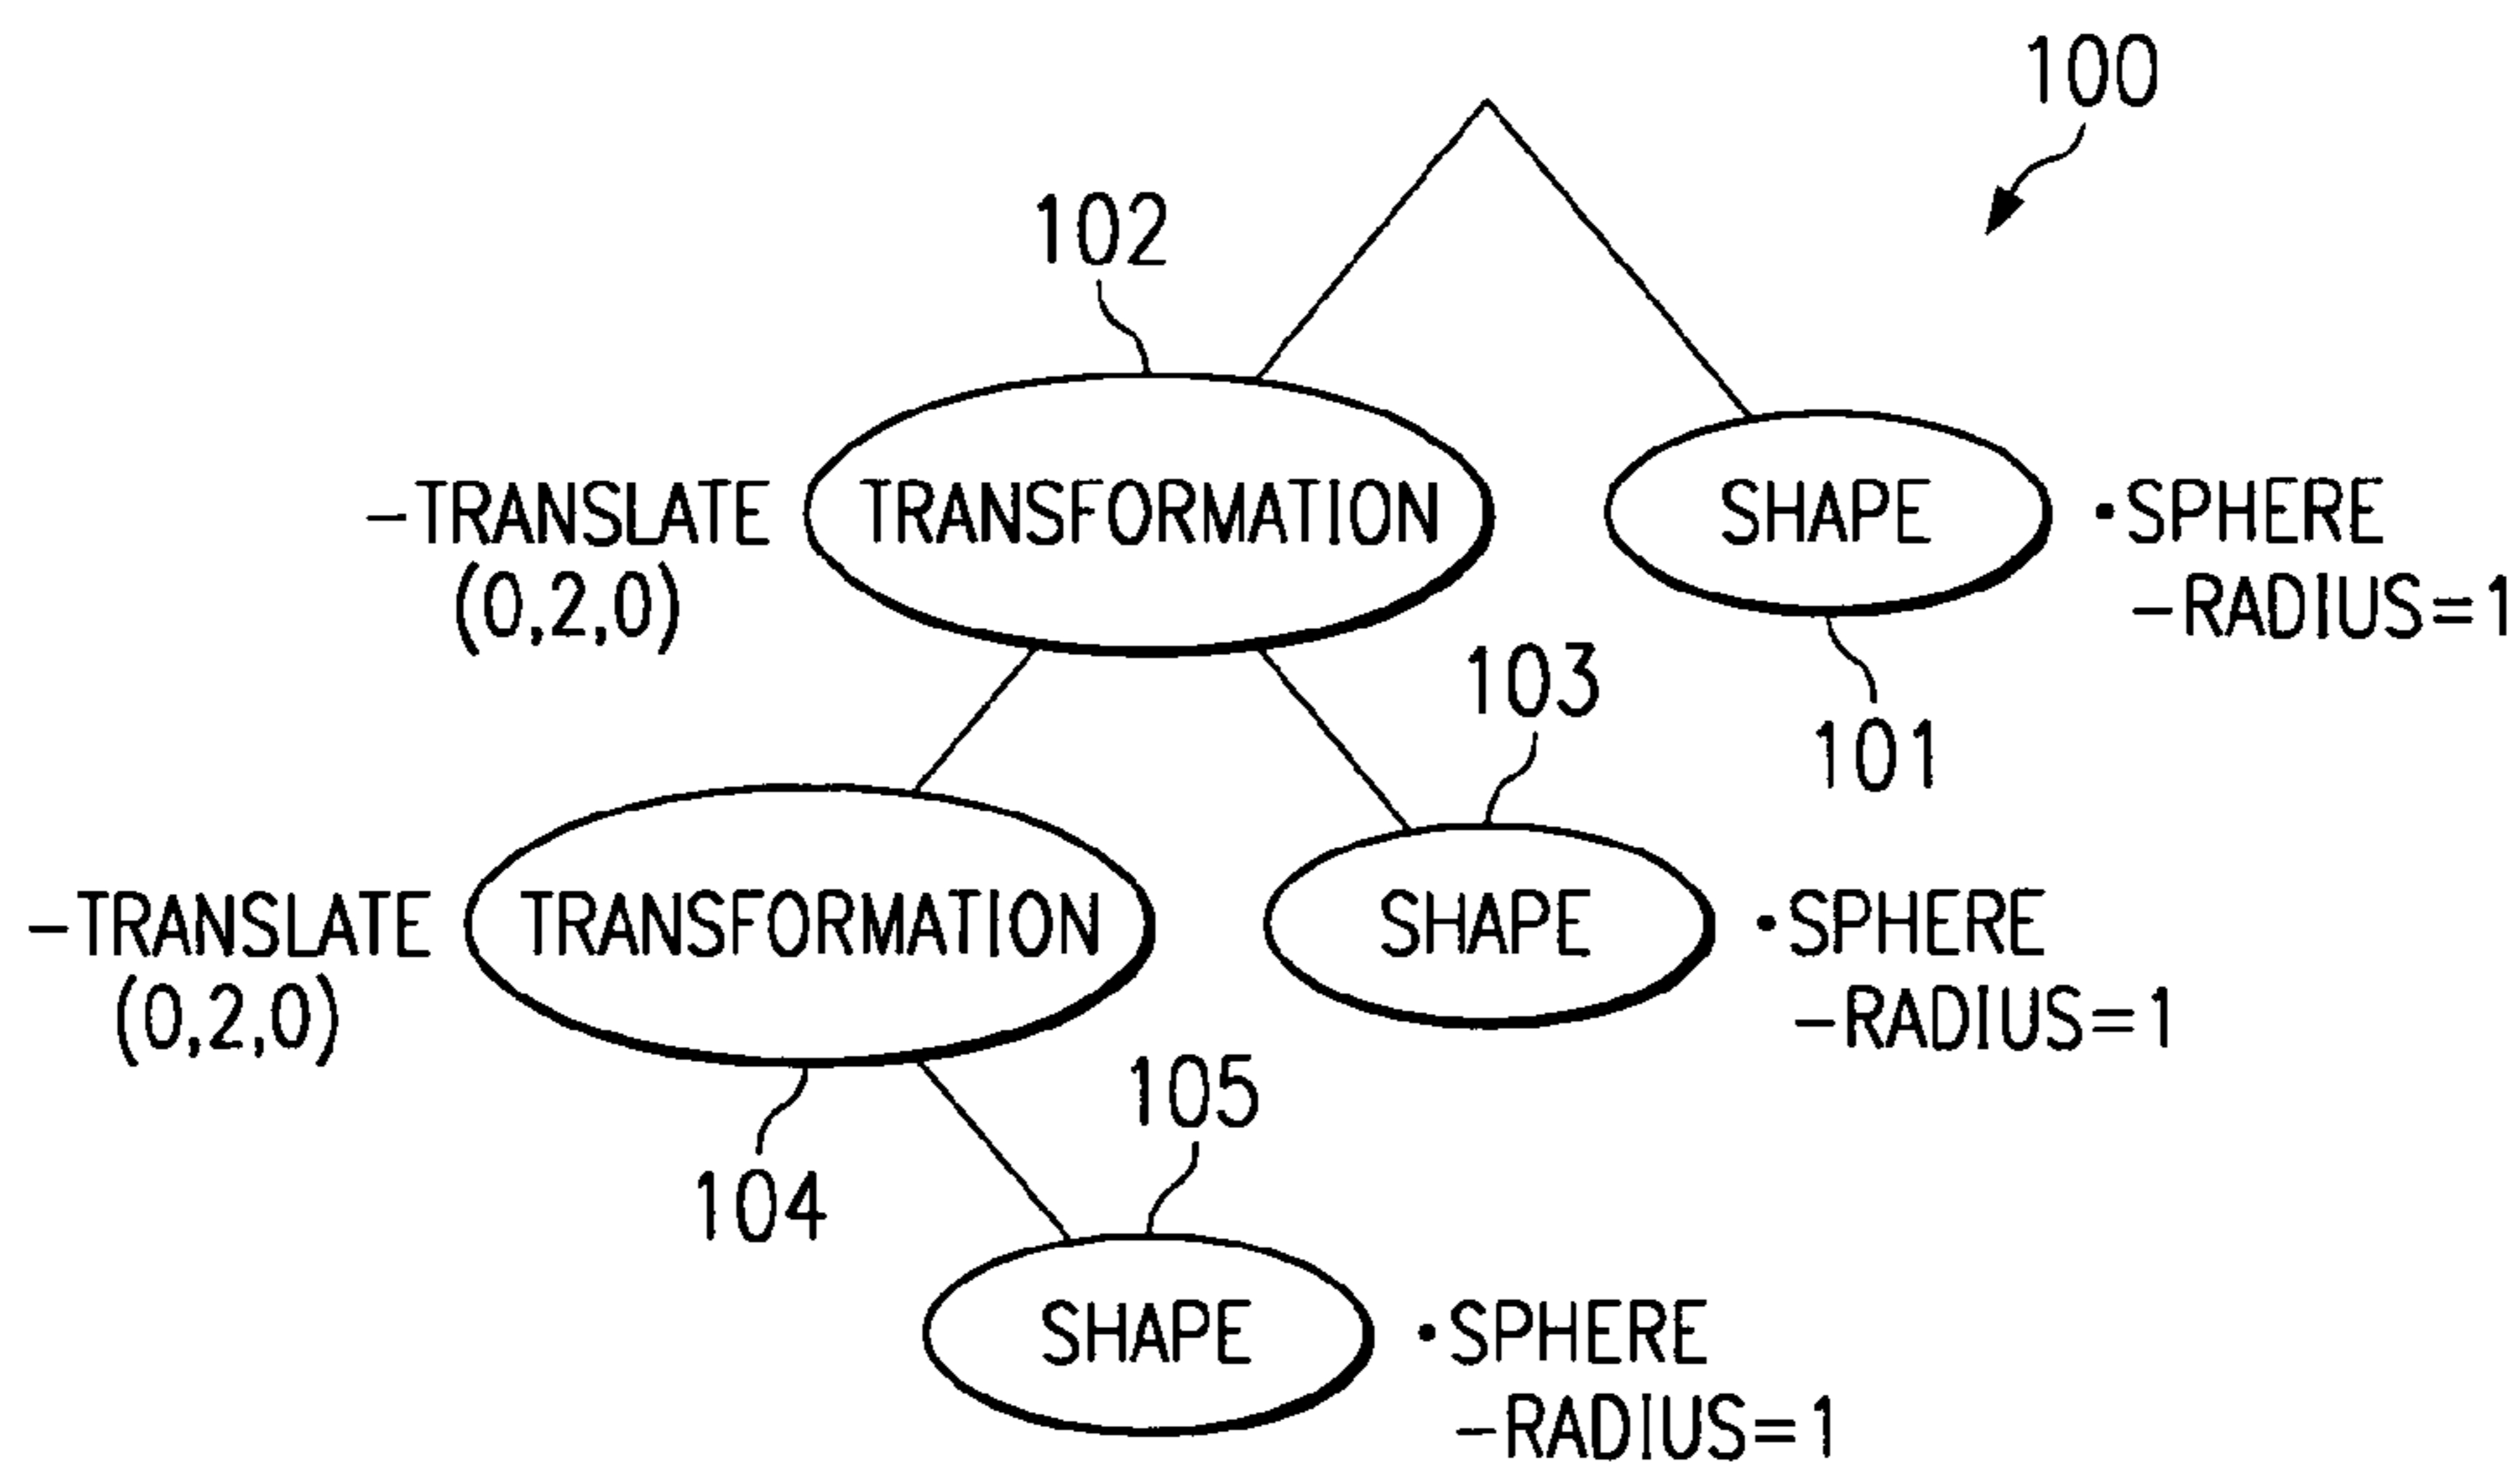 100
102
-TRANSLATE
(0,2,0)
TRANSFORMATION
SHAPE
•SPHERE
-RADIUS=1
103
101
-TRANSLATE
(0,2,0)
TRANSFORMATION
SHAPE
•SPHERE
-RADIUS=1
105
104
SHAPE
•SPHERE
-RADIUS=1